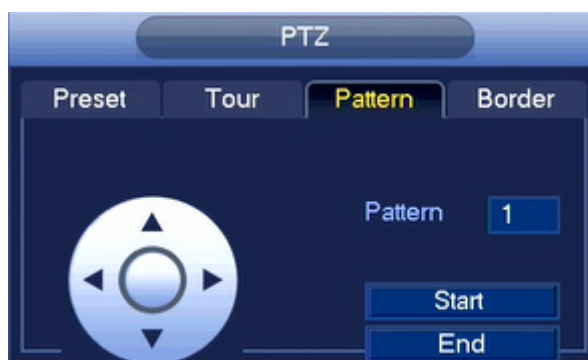 PTZ
Preset Tour Pattern Border
Pattern 1
Start
End